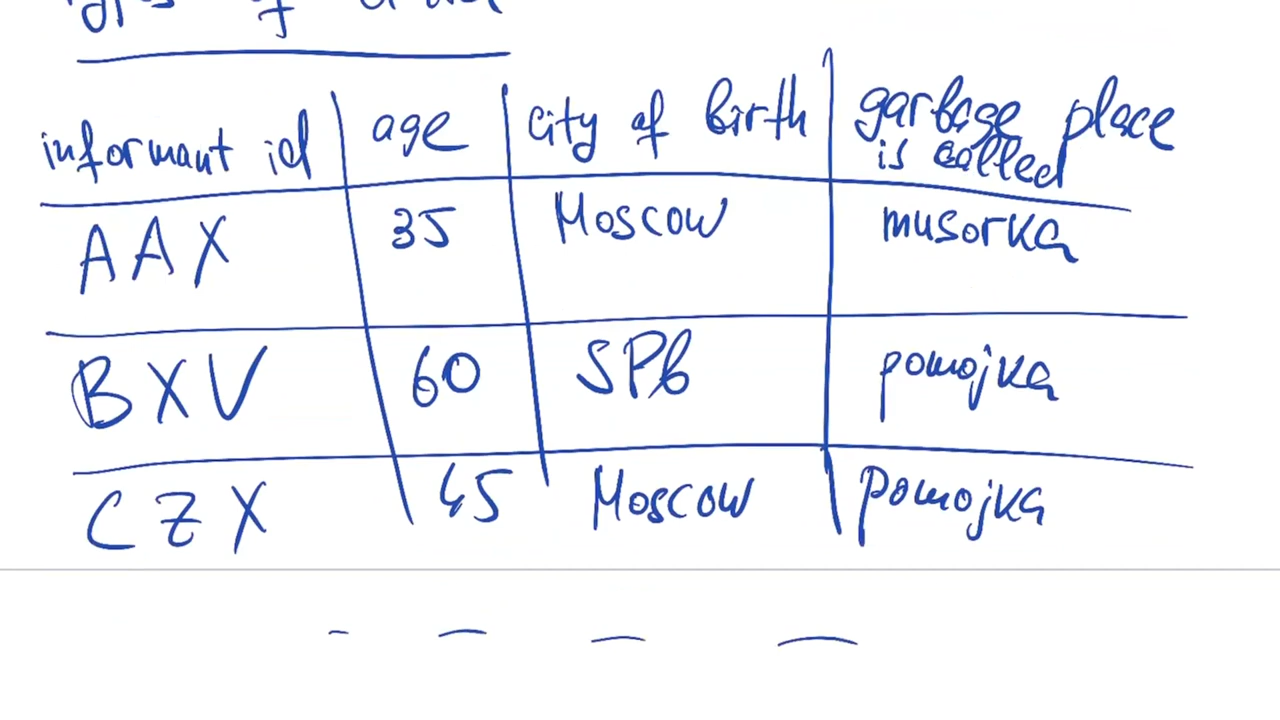 informant id age city of birth garbage place
is called
AAX 35 Moscow musorka
BXV 60 SPb pomojka
CZX 45 Moscow pomojka